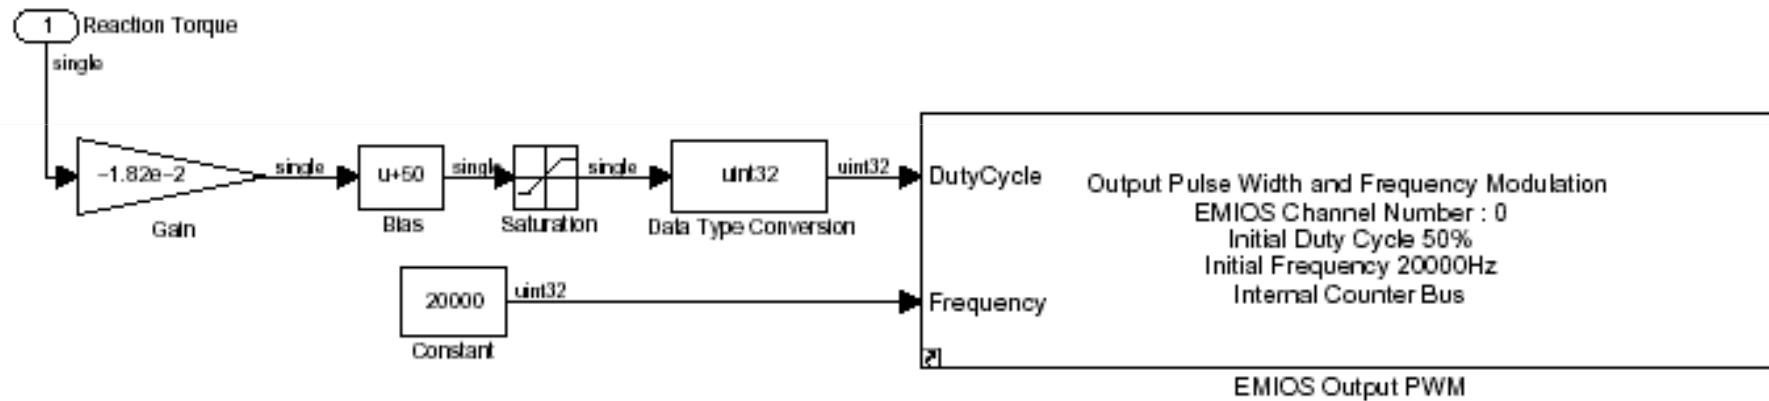 1 Reaction Torque
single
-1.82e-2
single
u+50
single
single
uint32
uint32
DutyCycle
Gain
Bias
Saturation
Data Type Conversion
Output Pulse Width and Frequency Modulation
EMIOS Channel Number : 0
Initial Duty Cycle 50%
Initial Frequency 20000Hz
Internal Counter Bus
20000
uint32
Frequency
Constant
EMIOS Output PWM